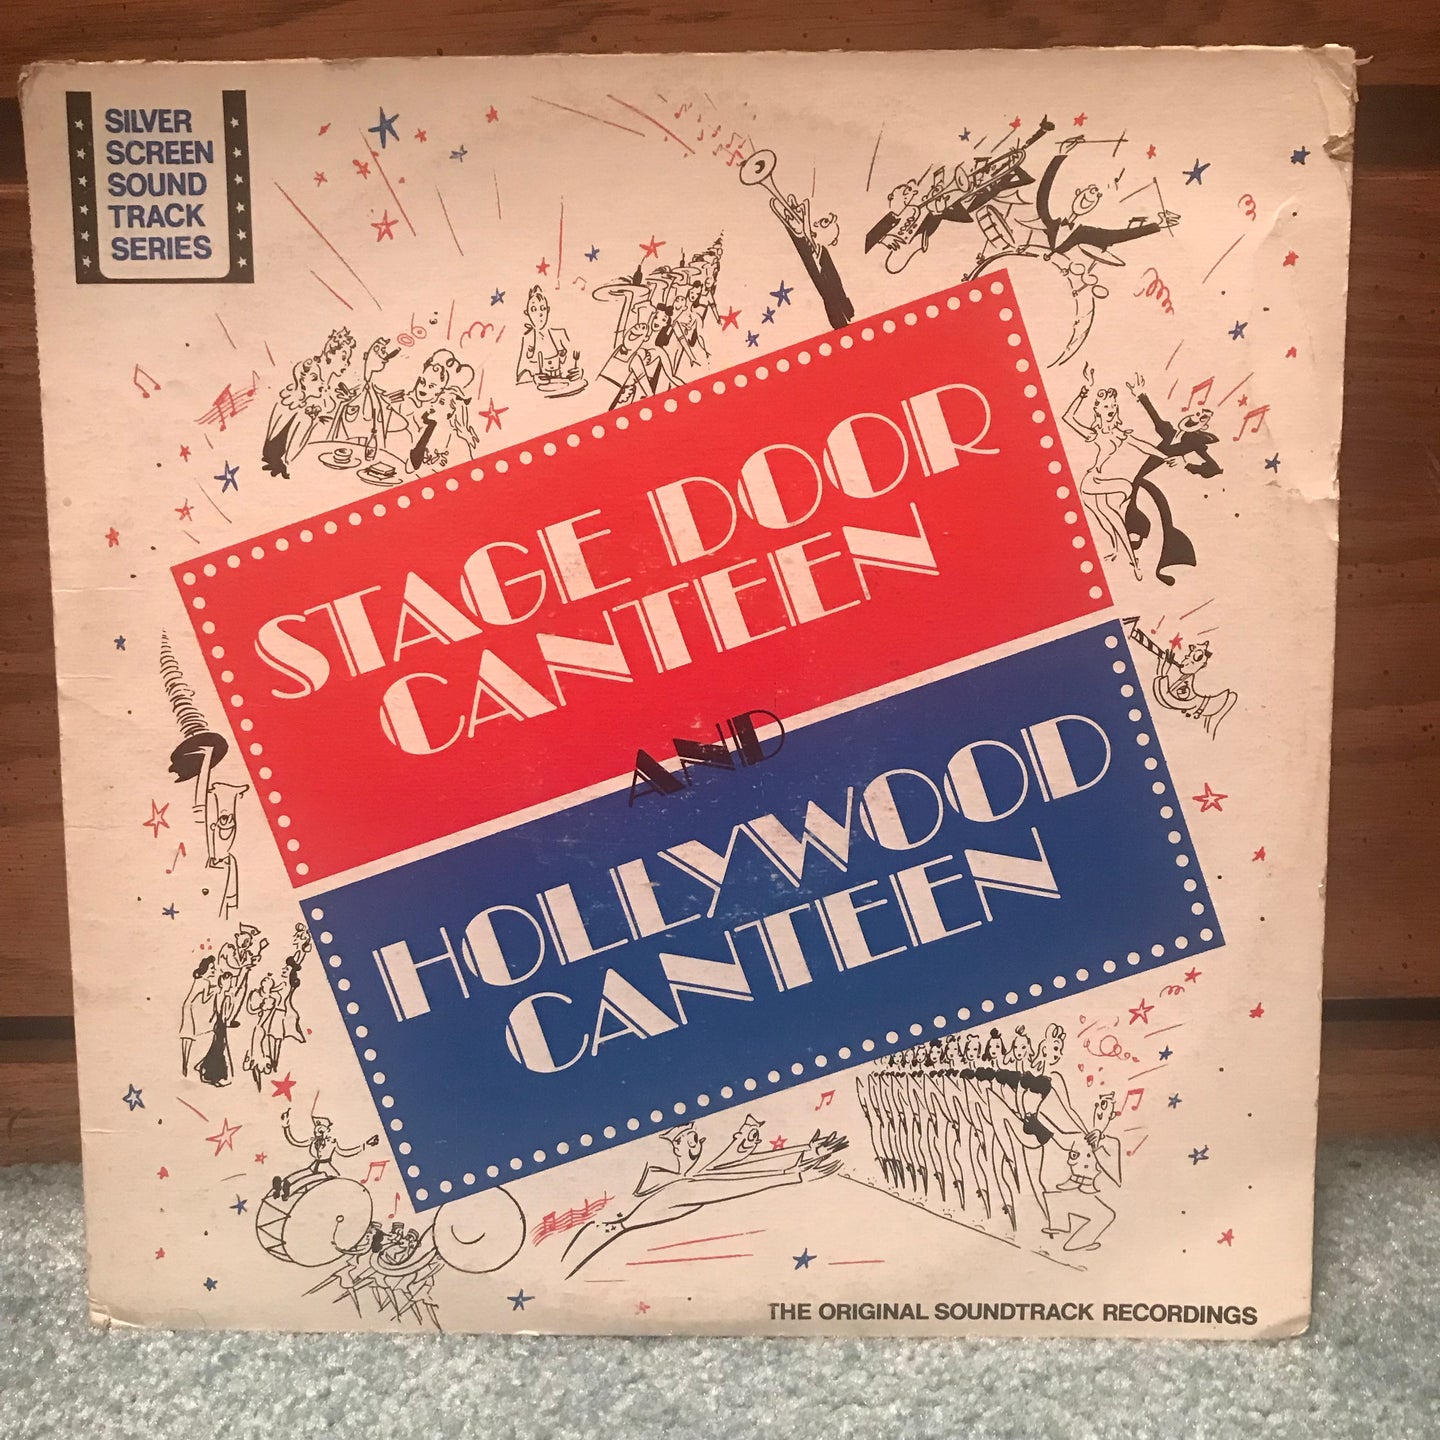 SILVER
SCREEN
SOUND
TRACK
SERIES
STAGE DOOR
CANTEEN
AND
HOLLYWOOD
CANTEEN
THE ORIGINAL SOUNDTRACK RECORDINGS